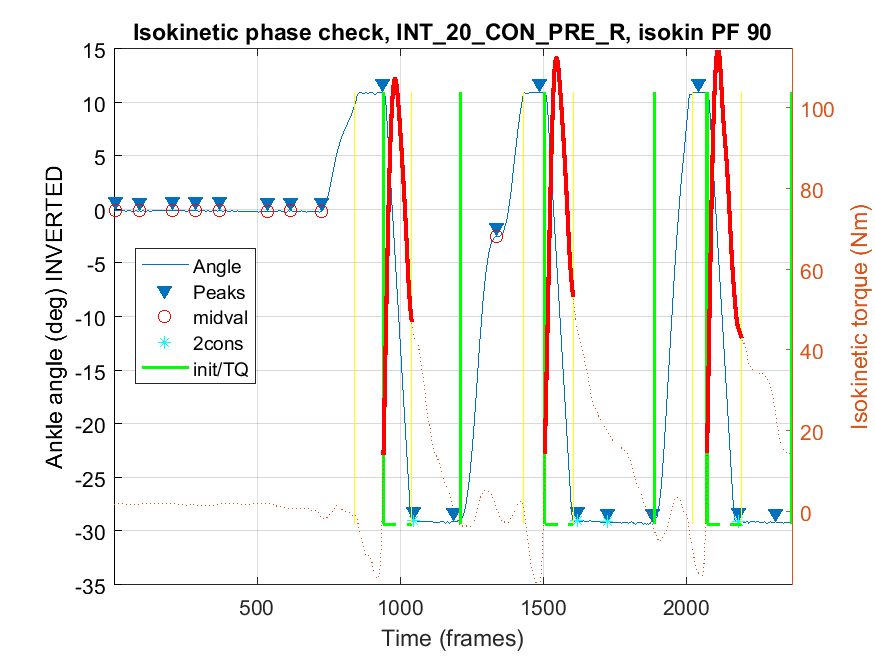 Isokinetic phase check, INT_20_CON_PRE_R, isokin PF 90
Ankle angle (deg) INVERTED
15
10
5
0
-5
-10
-15
-20
-25
-30
-35
Angle
Peaks
midval
2cons
init/TQ
100
80
60
40
20
0
Isokinetic torque (Nm)
500
1000
1500
2000
Time (frames)